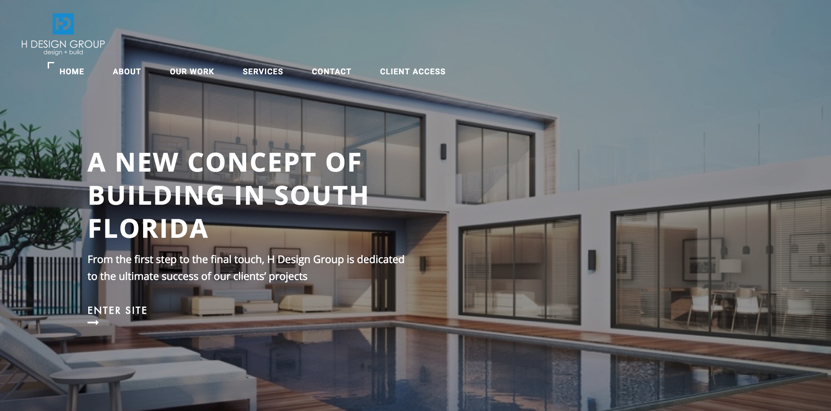 H DESIGN GROUP
design + build
HOME ABOUT OUR WORK SERVICES CONTACT CLIENT ACCESS
A NEW CONCEPT OF
BUILDING IN SOUTH
FLORIDA
From the first step to the final touch, H Design Group is dedicated
to the ultimate success of our clients' projects
ENTER SITE